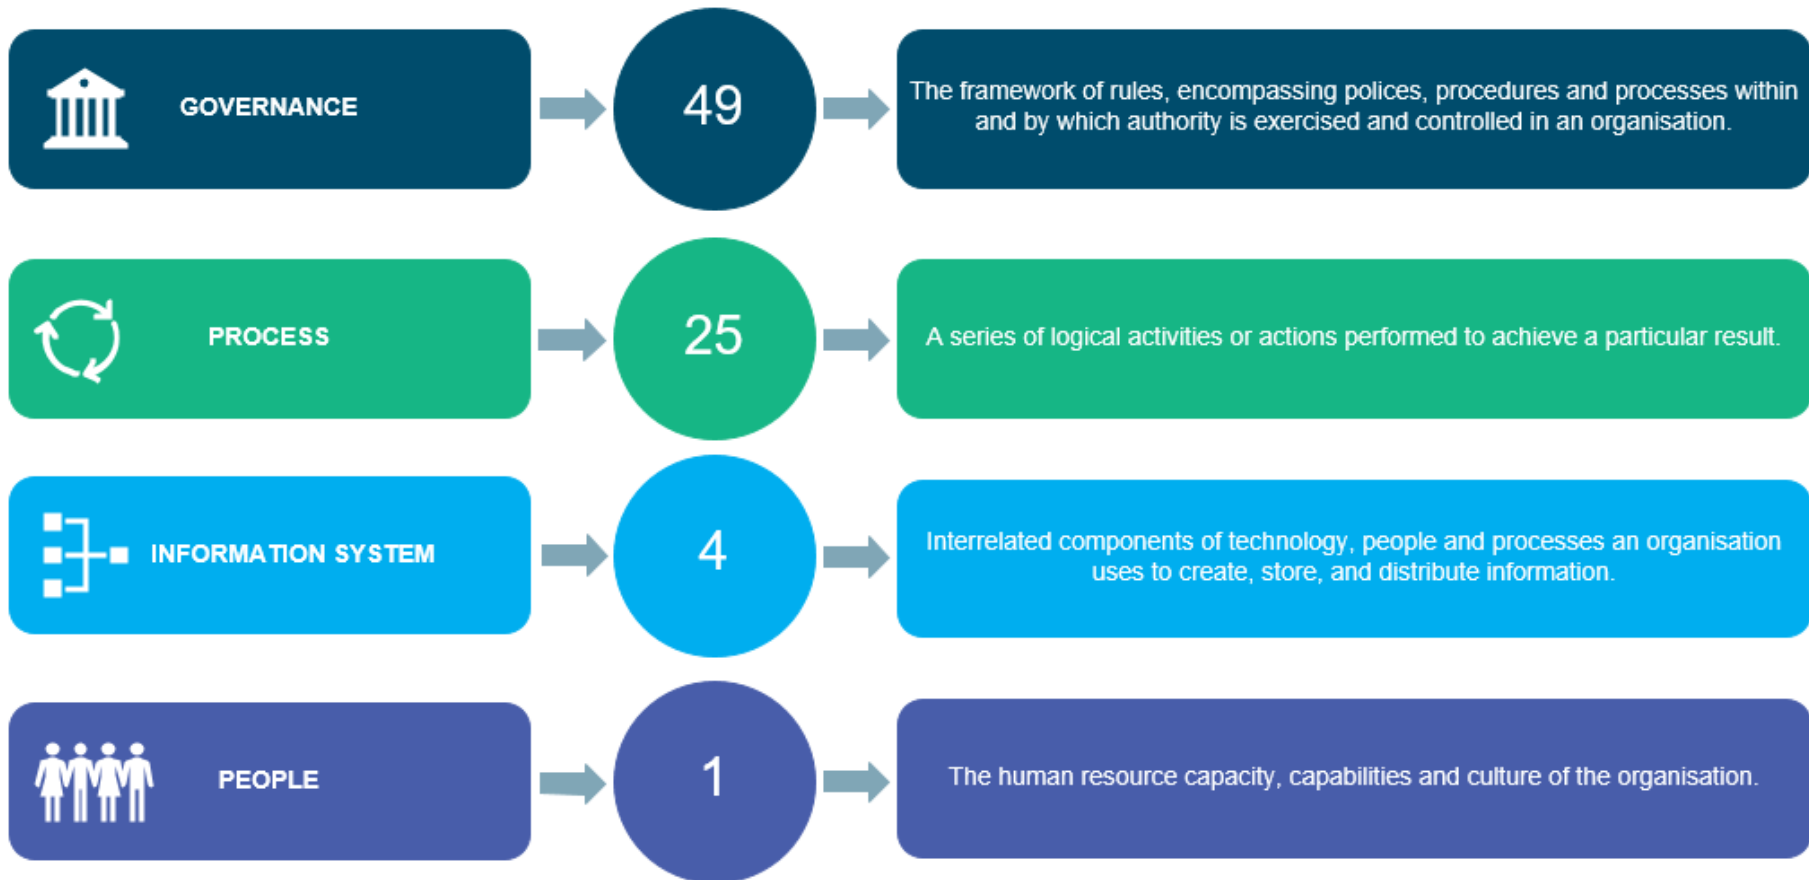 GOVERNANCE
49
The framework of rules, encompassing polices, procedures and processes within
and by which authority is exercised and controlled in an organisation.
PROCESS
25
A series of logical activities or actions performed to achieve a particular result.
INFORMATION SYSTEM
4
Interrelated components of technology, people and processes an organisation
uses to create, store, and distribute information.
PEOPLE
1
The human resource capacity, capabilities and culture of the organisation.